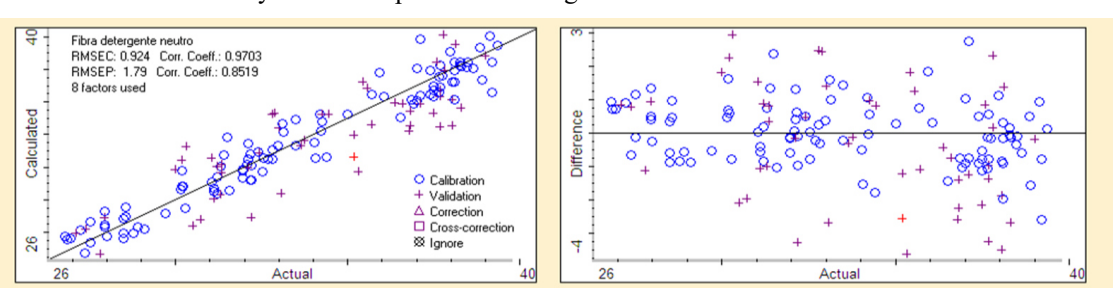 Fibra detergente neutro
RMSEC: 0.924 Corr. Coeff.: 0.9703
RMSEP: 1.79 Corr. Coeff.: 0.8519
8 factors used
40
Calculated
26
Calibration
Validation
Correction
Cross-correction
Ignore
26 Actual 40
3
Difference
-4
26 Actual 40